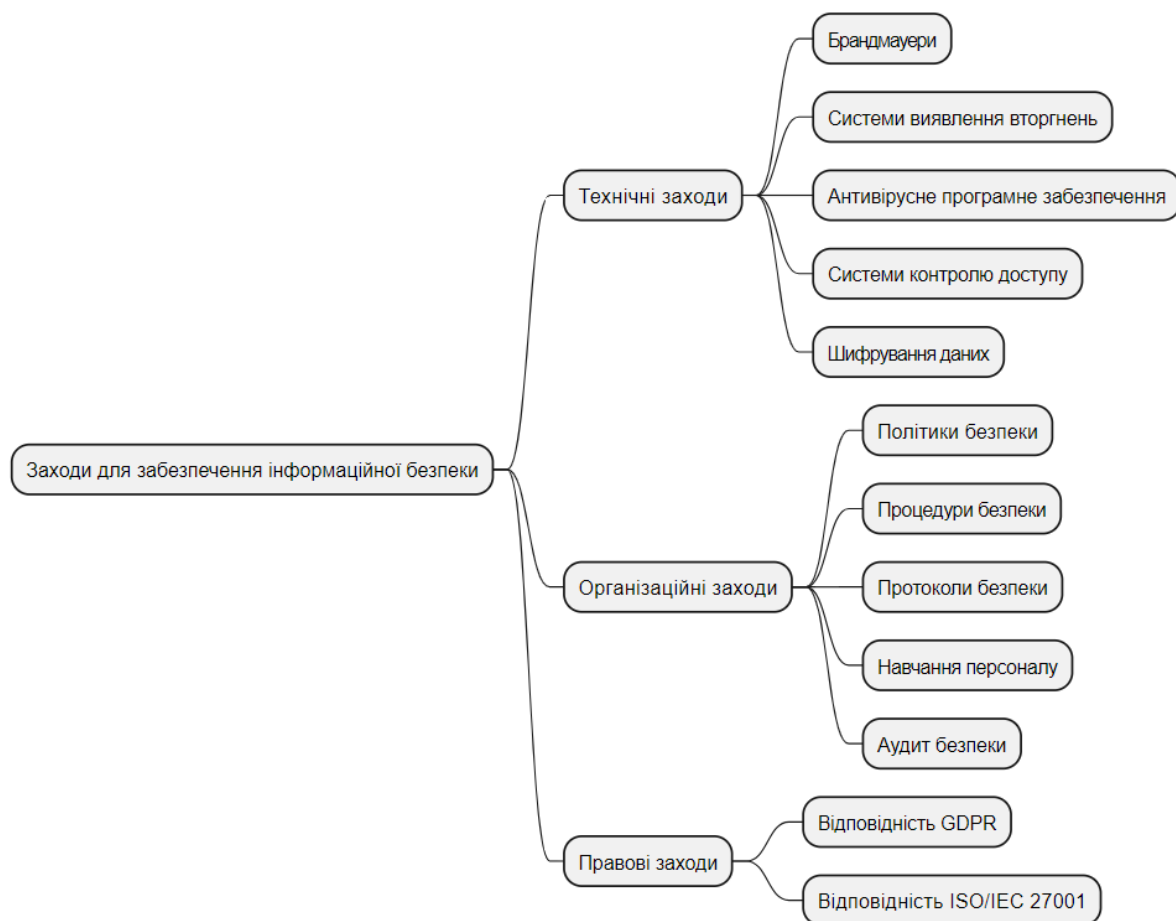 Заходи для забезпечення інформаційної безпеки
Технічні заходи
Брандмауери
Системи виявлення вторгнень
Антивірусне програмне забезпечення
Системи контролю доступу
Шифрування даних
Організаційні заходи
Політики безпеки
Процедури безпеки
Протоколи безпеки
Навчання персоналу
Аудит безпеки
Правові заходи
Відповідність GDPR
Відповідність ISO/IEC 27001